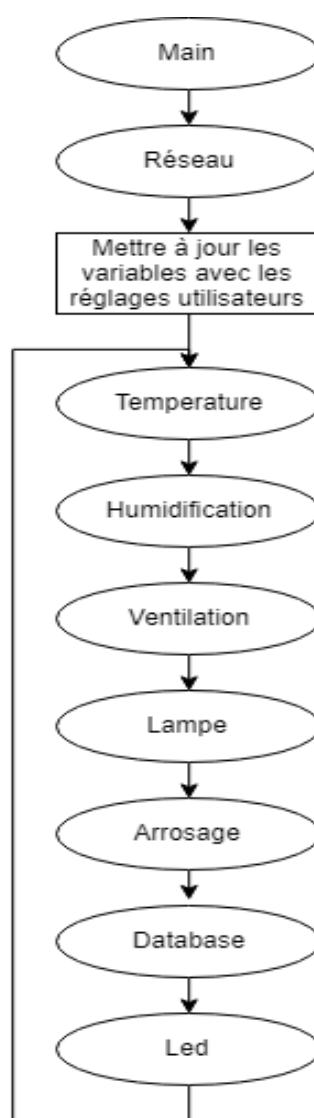 Main
Réseau
Mettre à jour les
variables avec les
réglages utilisateurs
Temperature
Humidification
Ventilation
Lampe
Arrosage
Database
Led